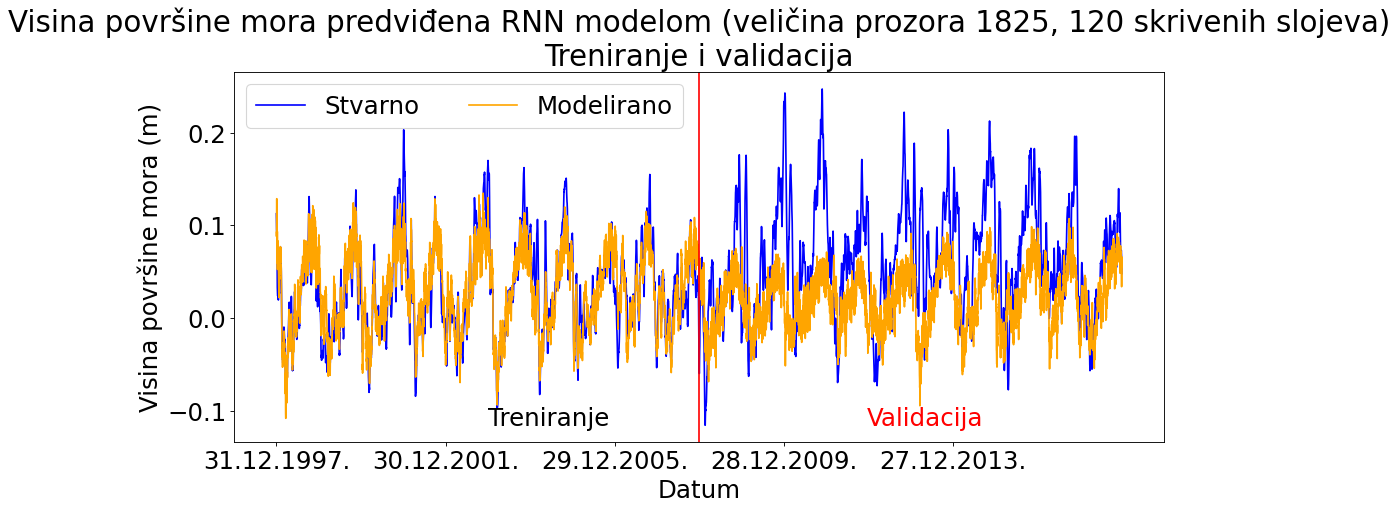 Visina površine mora predviđena RNN modelom (veličina prozora 1825, 120 skrivenih slojeva)
Treniranje i validacija
Stvarno
Modelirano
Visina površine mora (m)
0.2
0.1
0.0
−0.1
Treniranje
Validacija
31.12.1997.
30.12.2001.
29.12.2005.
28.12.2009.
27.12.2013.
Datum